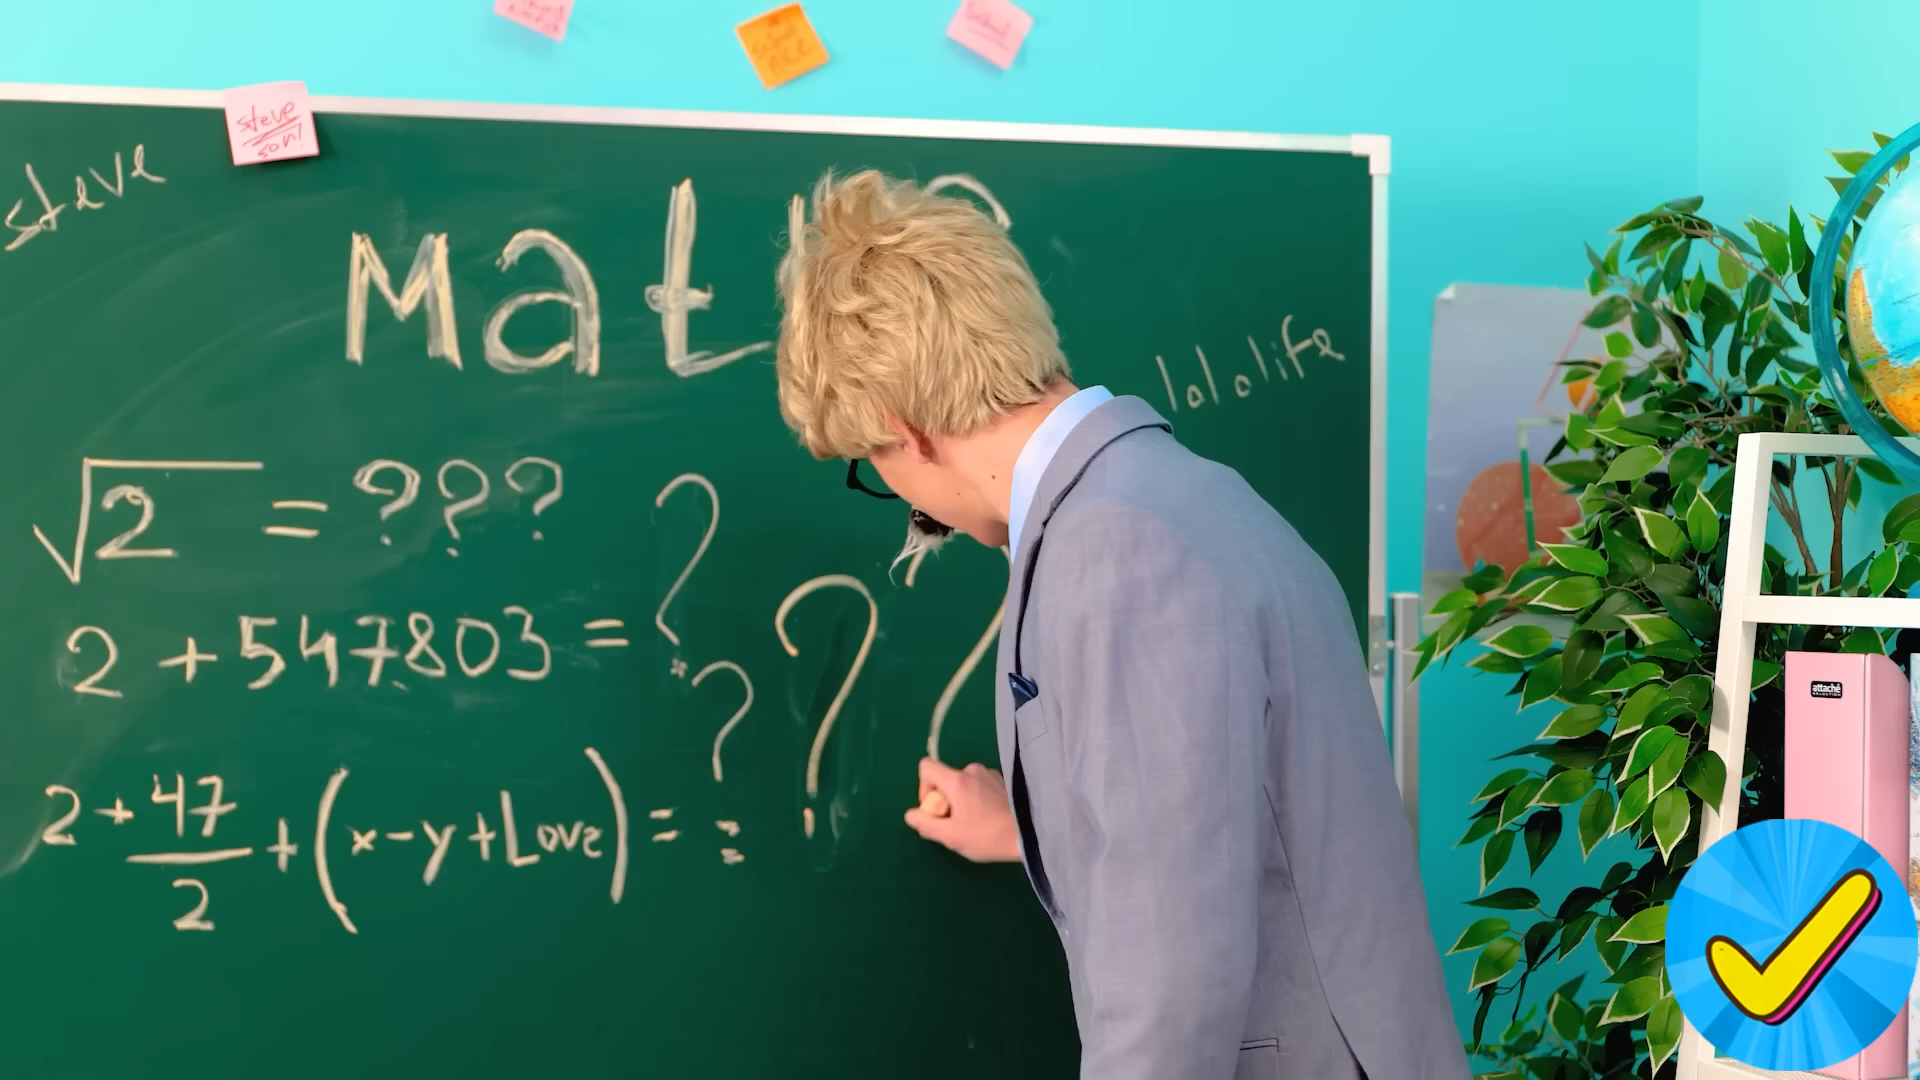 steve
son!
steve
Mat
lololife
√2 = ???
?
2 + 547803 =
?
?
2 + 47/2 + (x-y+Love) =
attaché